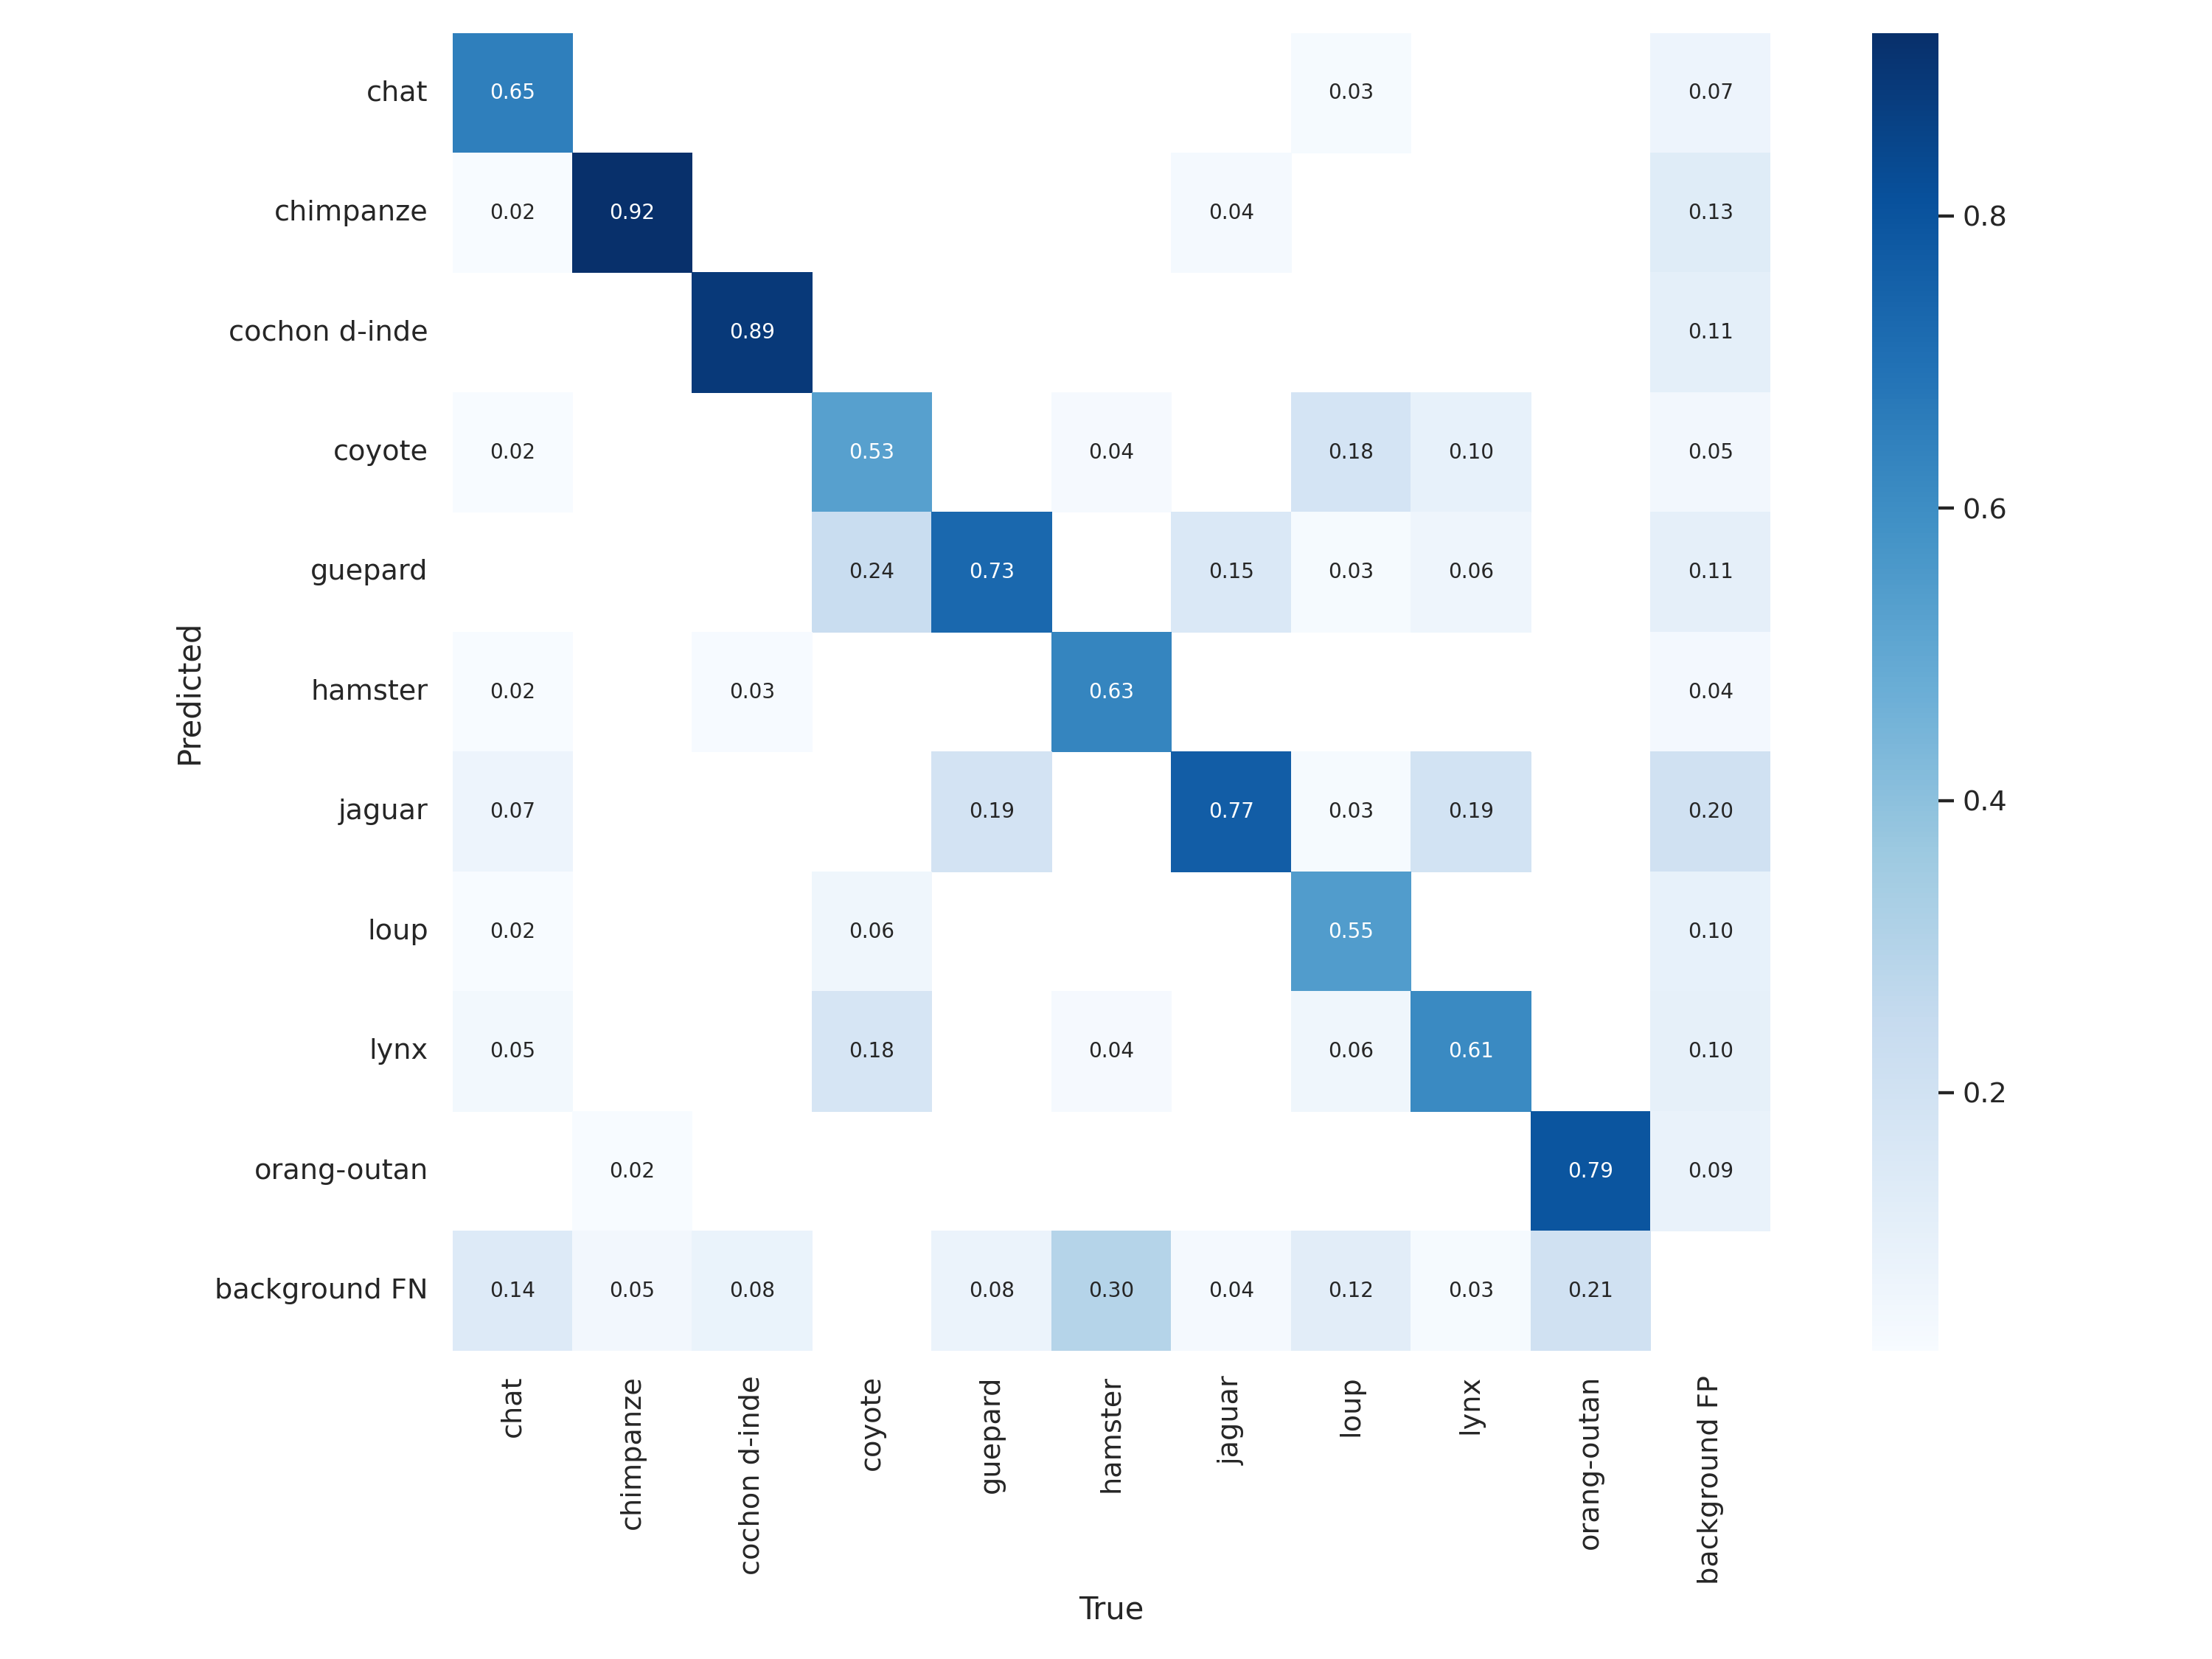 chat 0.65 0.03 0.07
chimpanze 0.02 0.92 0.04 0.13 0.8
cochon d-inde 0.89 0.11
coyote 0.02 0.53 0.04 0.18 0.10 0.05
0.6
guepard 0.24 0.73 0.15 0.03 0.06 0.11
hamster 0.02 0.03 0.63 0.04
Predicted
jaguar 0.07 0.19 0.77 0.03 0.19 0.20 0.4
loup 0.02 0.06 0.55 0.10
lynx 0.05 0.18 0.04 0.06 0.61 0.10
0.2
orang-outan 0.02 0.79 0.09
background FN 0.14 0.05 0.08 0.08 0.30 0.04 0.12 0.03 0.21
chat chimpanze cochon d-inde coyote guepard hamster jaguar loup lynx orang-outan background FP
True